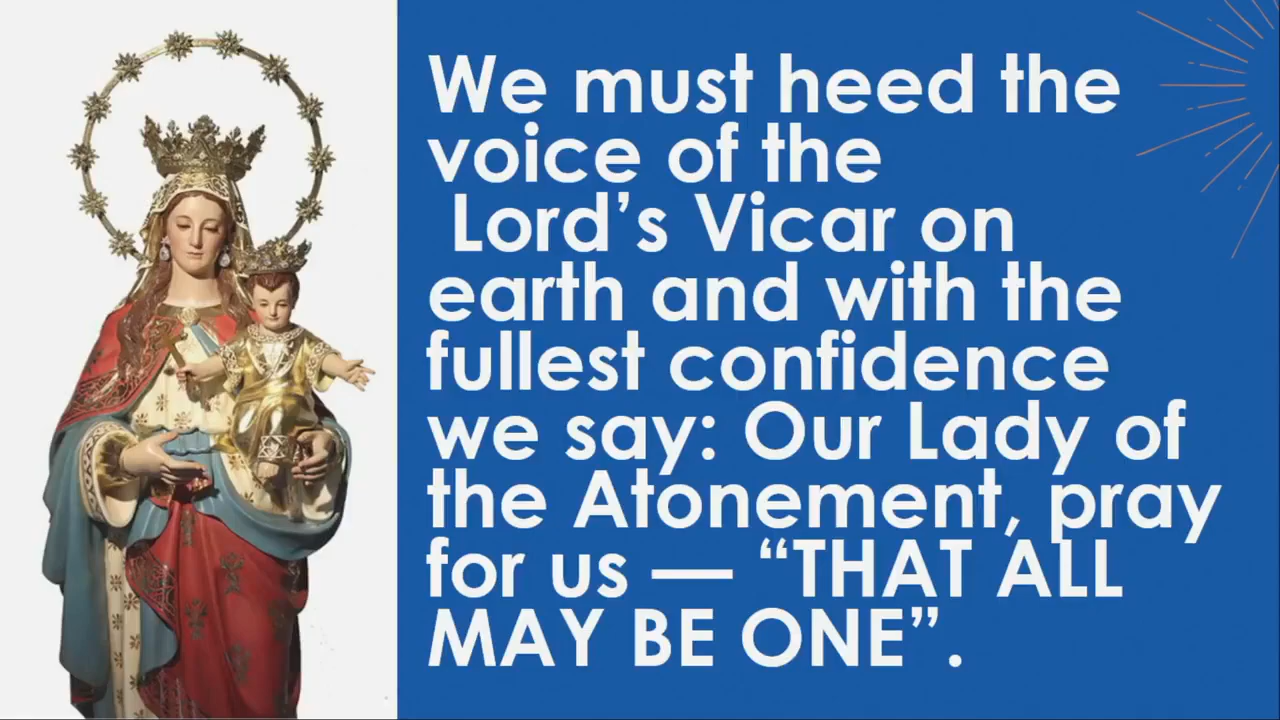 We must heed the
voice of the
Lord’s Vicar on
earth and with the
fullest confidence
we say: Our Lady of
the Atonement, pray
for us — “THAT ALL
MAY BE ONE” .